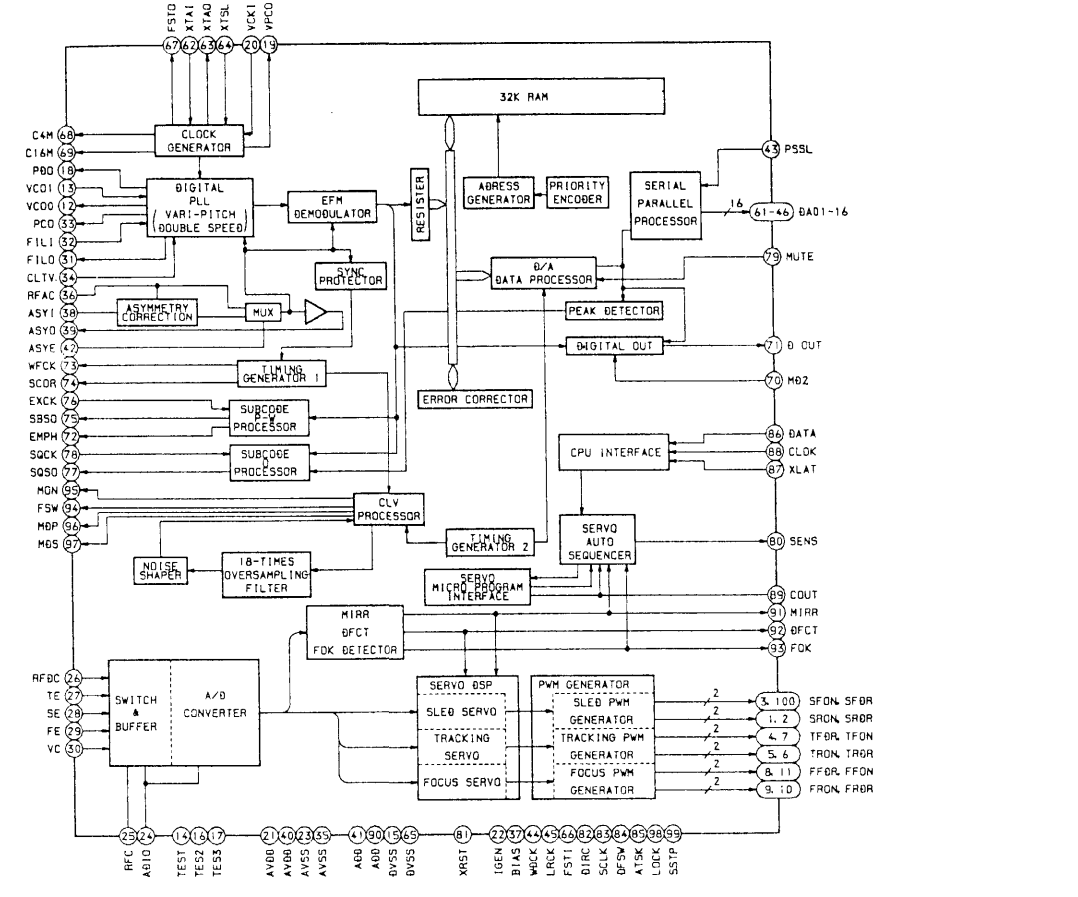 FSTO
XTAI
XTAO
XTSL
VCKI
VPCO
67
62
63
64
20
19
32K RAM
C4M 68
C16M 69
PDO 18
VCOI 13
VCOO 12
PCO 33
FILI 32
FILO 31
CLTV 34
RFAC 36
ASYI 38
ASYO 39
ASYE 42
WFCK 73
SCOR 74
EXCK 76
SBSO 75
EMPH 72
SQCK 78
SQSO 77
MON 95
FSW 94
MDP 96
MDS 97
CLOCK
GENERATOR
DIGITAL
PLL
(VARI-PITCH
DOUBLE SPEED)
EFM
DEMODULATOR
RESISTER
ADRESS
GENERATOR
PRIORITY
ENCODER
SERIAL
PARALLEL
PROCESSOR
43 PSSL
16
61-46 DAO1-16
79 MUTE
SYNC
PROTECTOR
D/A
DATA PROCESSOR
ASYMMETRY
CORRECTION
MUX
PEAK DETECTOR
DIGITAL OUT
71 D OUT
70 MD2
TIMING
GENERATOR 1
ERROR CORRECTOR
SUBCODE
P-W
PROCESSOR
SUBCODE
Q
PROCESSOR
CPU INTERFACE
86 DATA
88 CLOK
87 XLAT
CLV
PROCESSOR
TIMING
GENERATOR 2
SERVO
AUTO
SEQUENCER
80 SENS
NOISE
SHAPER
18-TIMES
OVERSAMPLING
FILTER
SERVO
MICRO PROGRAM
INTERFACE
89 COUT
91 MIRR
92 DFCT
93 FOK
MIRR
DFCT
FOK DETECTOR
RFDC 26
TE 27
SE 28
FE 29
VC 30
SWITCH
&
BUFFER
A/D
CONVERTER
SERVO DSP
SLED SERVO
TRACKING
SERVO
FOCUS SERVO
PWM GENERATOR
SLED PWM
GENERATOR
TRACKING PWM
GENERATOR
FOCUS PWM
GENERATOR
2 3. 100 SFON. SFDR
2 1. 2 SRON. SRDR
2 4. 7 TFDR. TFON
2 5. 6 TRON. TRDR
2 8. 11 FFDR. FFON
2 9. 10 FRON. FRDR
25
24
14
16
17
21
40
23
35
41
90
15
65
81
22
37
44
45
66
82
83
84
85
98
99
RFC
ADIO
TEST
TES2
TES3
AVDD
AVDD
AVSS
AVSS
ADD
ADD
DVSS
DVSS
XRST
IGEN
BIAS
WDCK
LRCK
FSTI
DIRC
SCLK
DFSW
ATSK
LOCK
SSTP